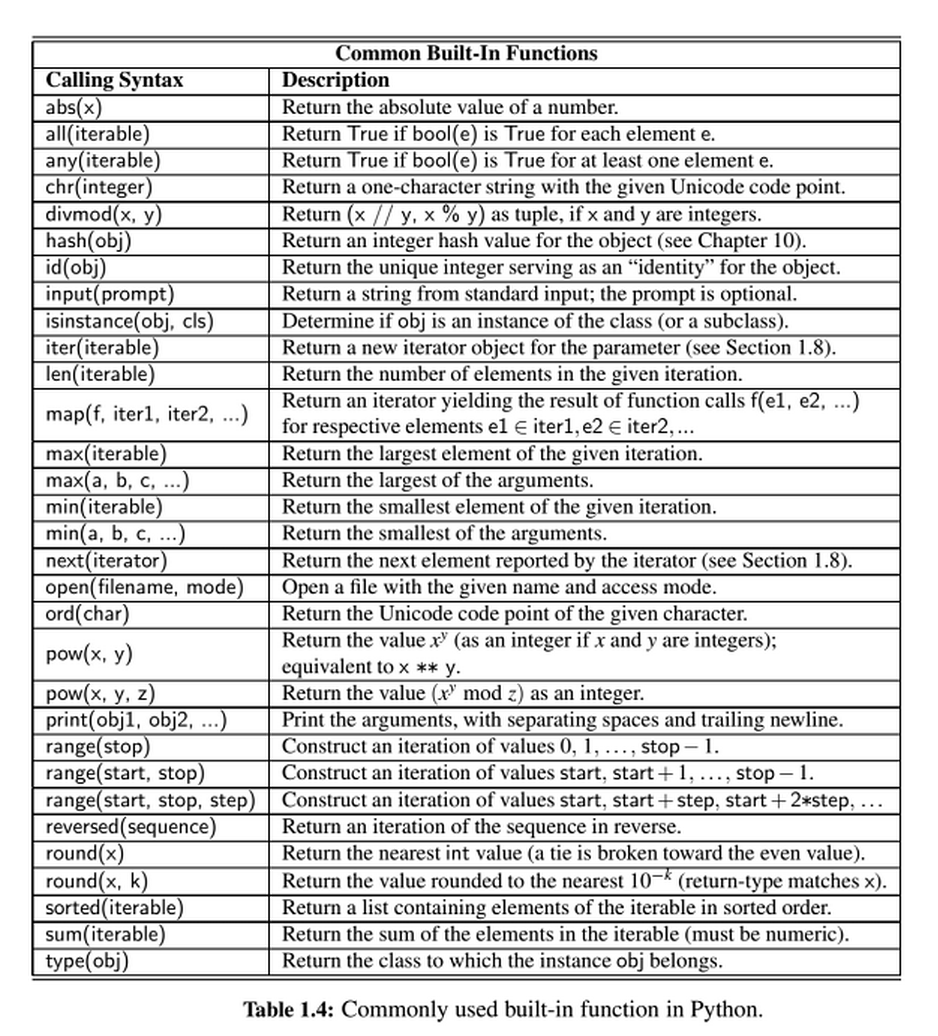 Common Built-In Functions
Calling Syntax Description
abs(x) Return the absolute value of a number.
all(iterable) Return True if bool(e) is True for each element e.
any(iterable) Return True if bool(e) is True for at least one element e.
chr(integer) Return a one-character string with the given Unicode code point.
divmod(x, y) Return (x // y, x % y) as tuple, if x and y are integers.
hash(obj) Return an integer hash value for the object (see Chapter 10).
id(obj) Return the unique integer serving as an “identity” for the object.
input(prompt) Return a string from standard input; the prompt is optional.
isinstance(obj, cls) Determine if obj is an instance of the class (or a subclass).
iter(iterable) Return a new iterator object for the parameter (see Section 1.8).
len(iterable) Return the number of elements in the given iteration.
map(f, iter1, iter2, ...) Return an iterator yielding the result of function calls f(e1, e2, ...)
for respective elements e1 ∈ iter1, e2 ∈ iter2, ...
max(iterable) Return the largest element of the given iteration.
max(a, b, c, ...) Return the largest of the arguments.
min(iterable) Return the smallest element of the given iteration.
min(a, b, c, ...) Return the smallest of the arguments.
next(iterator) Return the next element reported by the iterator (see Section 1.8).
open(filename, mode) Open a file with the given name and access mode.
ord(char) Return the Unicode code point of the given character.
pow(x, y) Return the value x^y (as an integer if x and y are integers);
equivalent to x ** y.
pow(x, y, z) Return the value (x^y mod z) as an integer.
print(obj1, obj2, ...) Print the arguments, with separating spaces and trailing newline.
range(stop) Construct an iteration of values 0, 1, ..., stop − 1.
range(start, stop) Construct an iteration of values start, start + 1, ..., stop − 1.
range(start, stop, step) Construct an iteration of values start, start + step, start + 2*step, ...
reversed(sequence) Return an iteration of the sequence in reverse.
round(x) Return the nearest int value (a tie is broken toward the even value).
round(x, k) Return the value rounded to the nearest 10^−k (return-type matches x).
sorted(iterable) Return a list containing elements of the iterable in sorted order.
sum(iterable) Return the sum of the elements in the iterable (must be numeric).
type(obj) Return the class to which the instance obj belongs.
Table 1.4: Commonly used built-in function in Python.